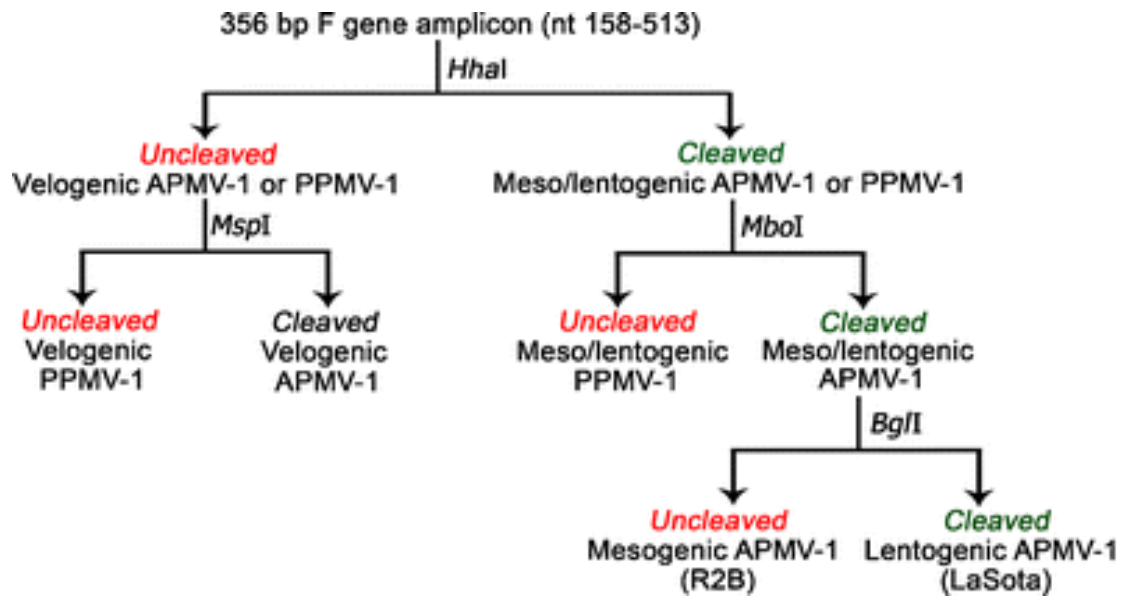 356 bp F gene amplicon (nt 158-513)
HhaI
Uncleaved
Velogenic APMV-1 or PPMV-1
Cleaved
Meso/lentogenic APMV-1 or PPMV-1
MspI
MboI
Uncleaved
Velogenic
PPMV-1
Cleaved
Velogenic
APMV-1
Uncleaved
Meso/lentogenic
PPMV-1
Cleaved
Meso/lentogenic
APMV-1
BglI
Uncleaved
Mesogenic APMV-1
(R2B)
Cleaved
Lentogenic APMV-1
(LaSota)